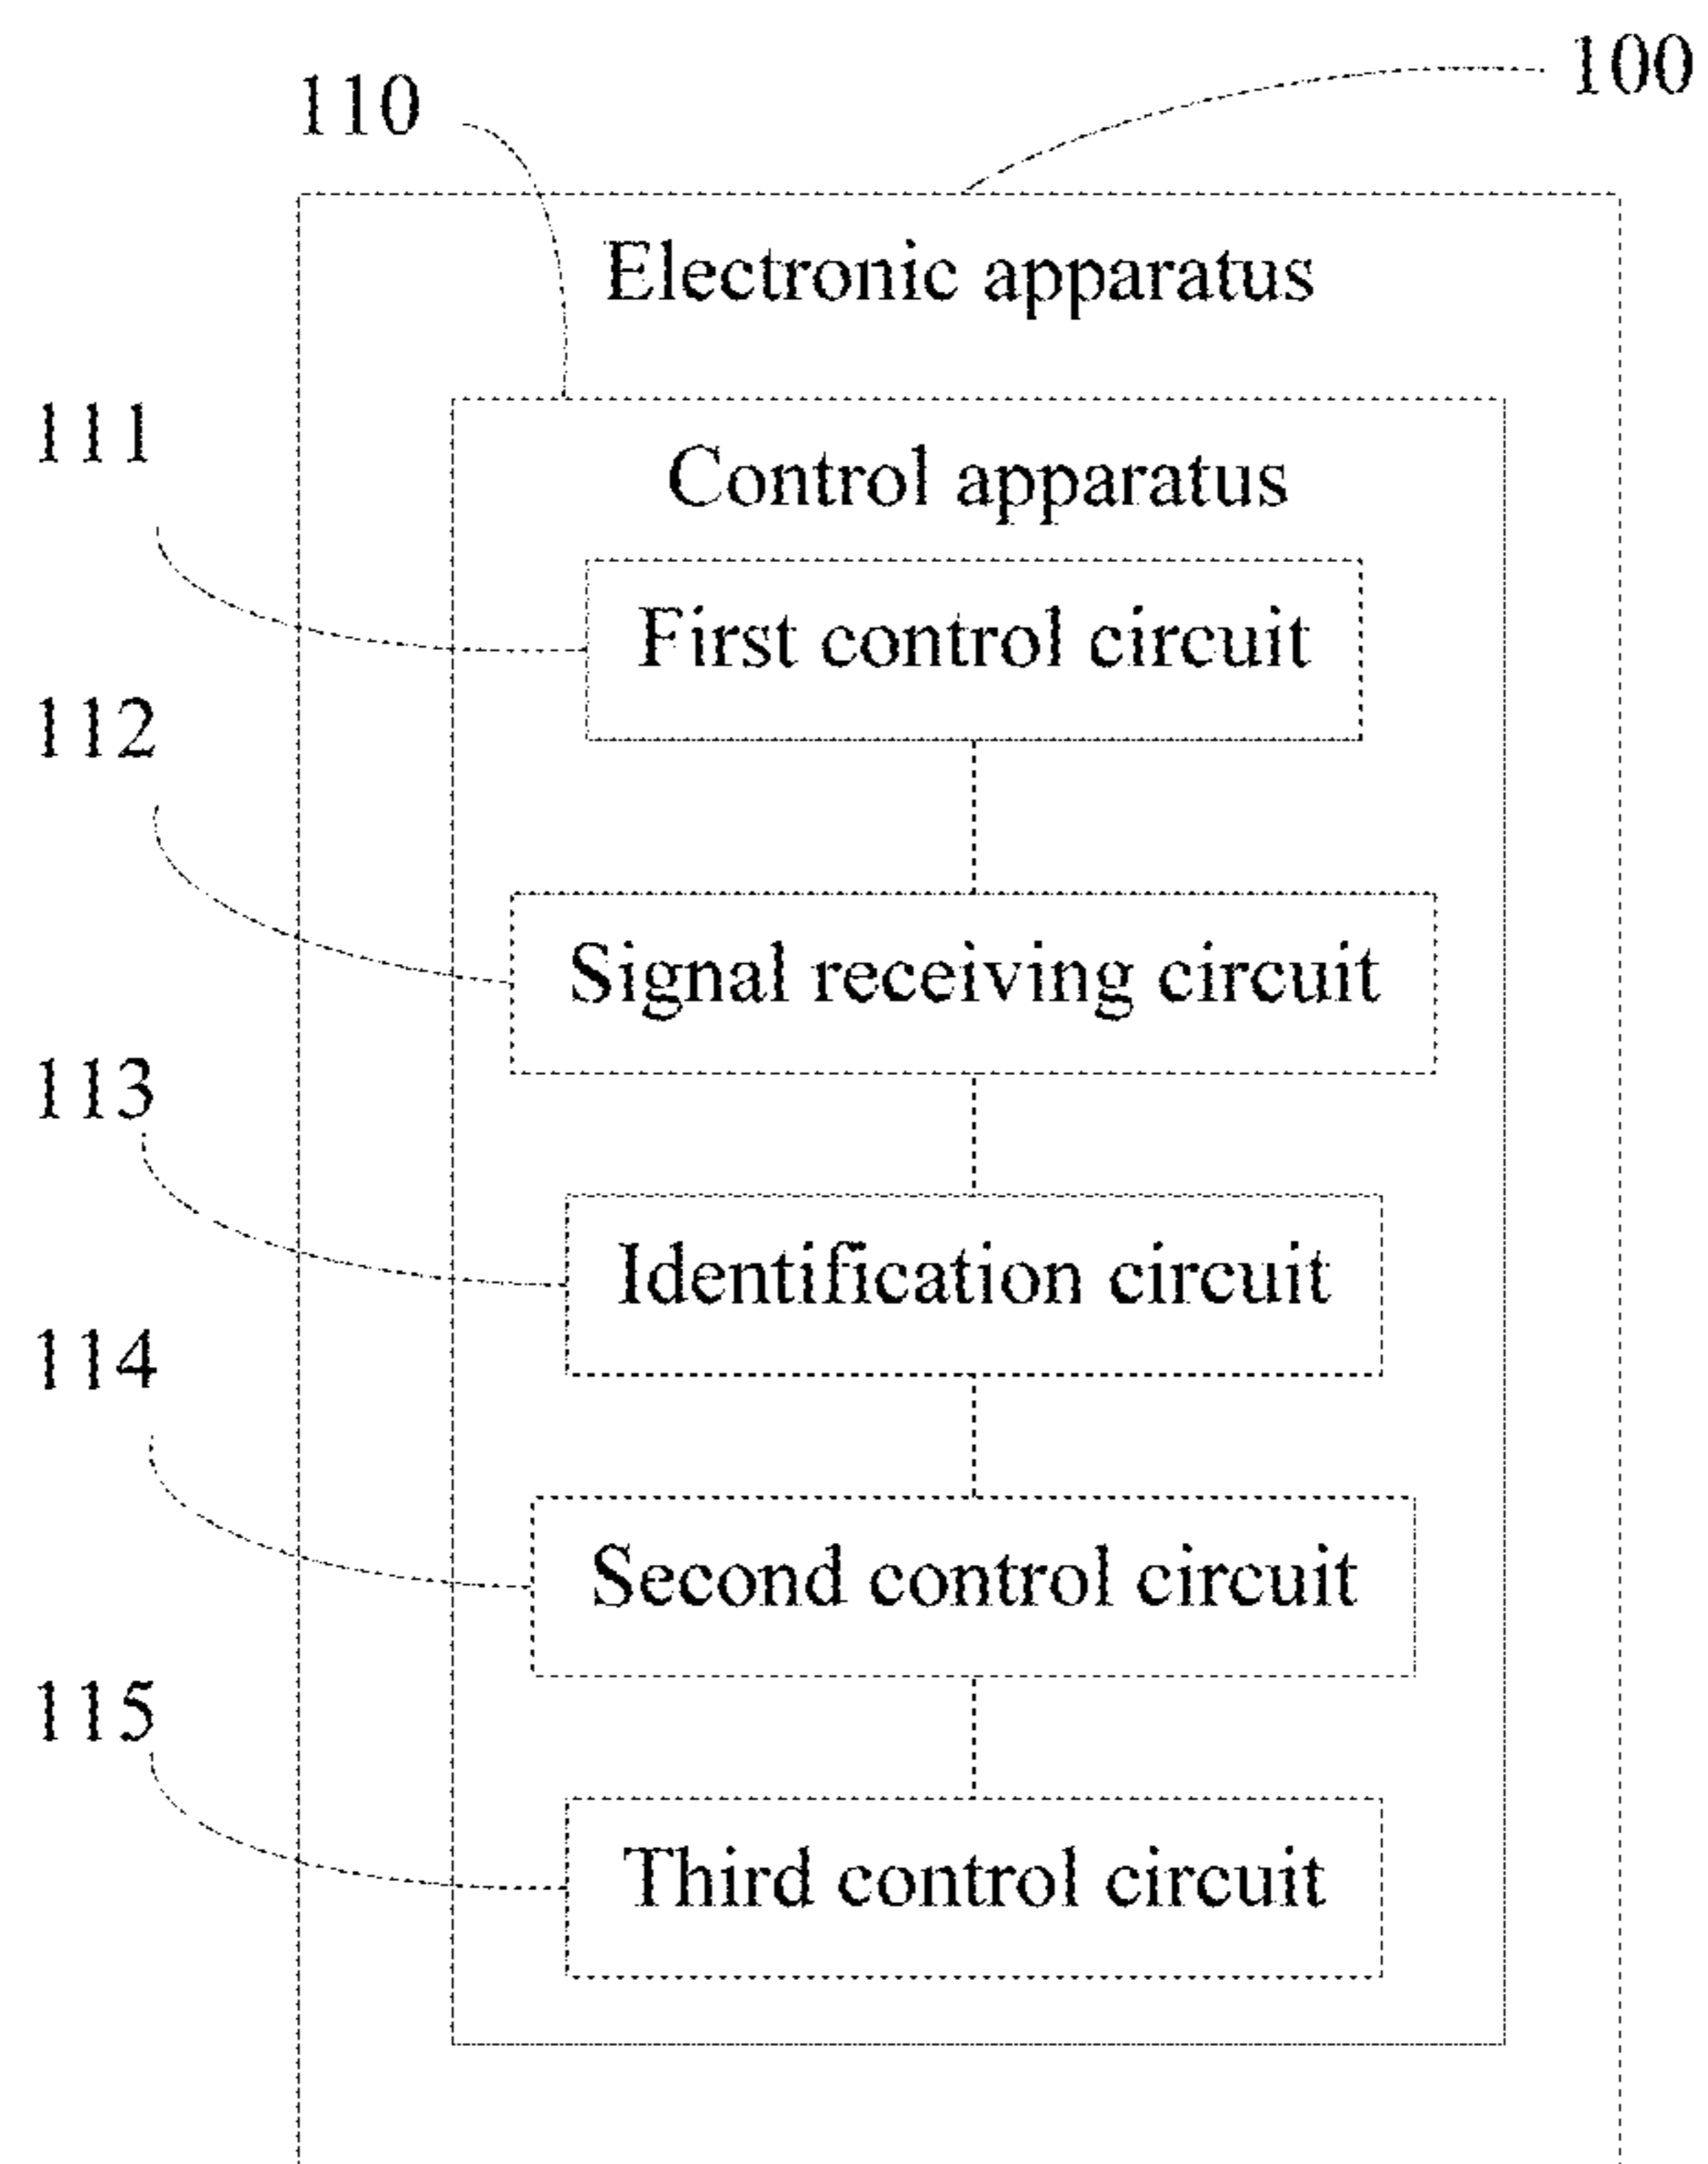 100
110
Electronic apparatus
111
Control apparatus
First control circuit
112
Signal receiving circuit
113
Identification circuit
114
Second control circuit
115
Third control circuit